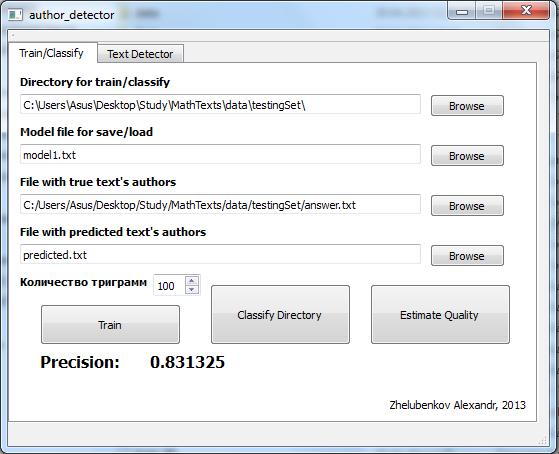 author_detector
Train/Classify Text Detector
Directory for train/classify
C:\Users\Asus\Desktop\Study\MathTexts\data\testingSet\ Browse
Model file for save/load
model1.txt Browse
File with true text's authors
C:/Users/Asus/Desktop/Study/MathTexts/data/testingSet/answer.txt Browse
File with predicted text's authors
predicted.txt Browse
Количество триграмм 100
Train Classify Directory Estimate Quality
Precision: 0.831325
Zhelubenkov Alexandr, 2013